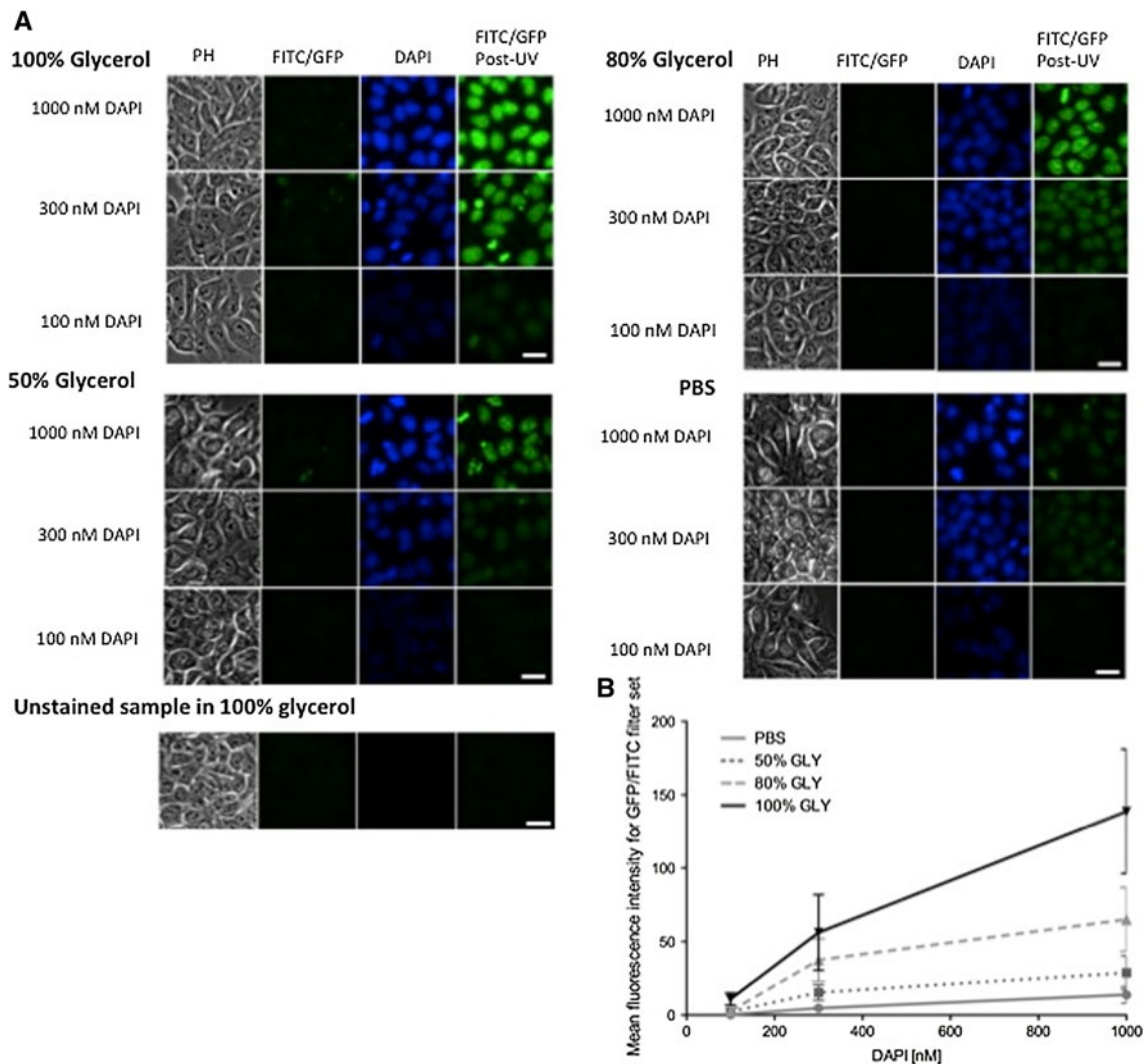 A
100% Glycerol
PH FITC/GFP DAPI FITC/GFP Post-UV
1000 nM DAPI
300 nM DAPI
100 nM DAPI
80% Glycerol
PH FITC/GFP DAPI FITC/GFP Post-UV
1000 nM DAPI
300 nM DAPI
100 nM DAPI
50% Glycerol
1000 nM DAPI
300 nM DAPI
100 nM DAPI
PBS
1000 nM DAPI
300 nM DAPI
100 nM DAPI
Unstained sample in 100% glycerol
B
Mean fluorescence intensity for GFP/FITC filter set
200
150
100
50
0
PBS
50% GLY
80% GLY
100% GLY
0 200 400 600 800 1000
DAPI [nM]